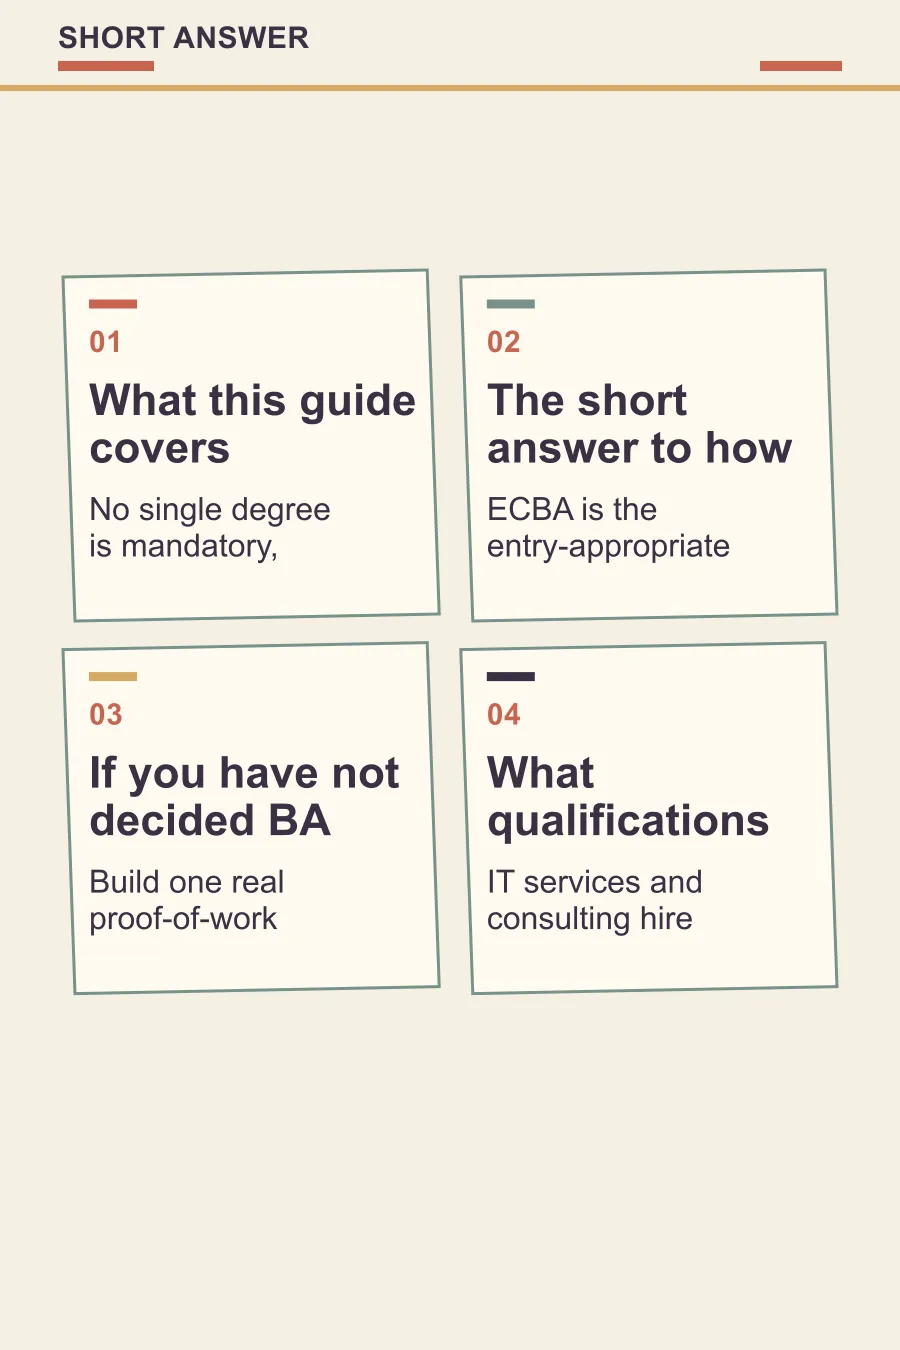 SHORT ANSWER
01
What this guide
covers
No single degree
is mandatory,
02
The short
answer to how
ECBA is the
entry-appropriate
03
If you have not
decided BA
Build one real
proof-of-work
04
What
qualifications
IT services and
consulting hire